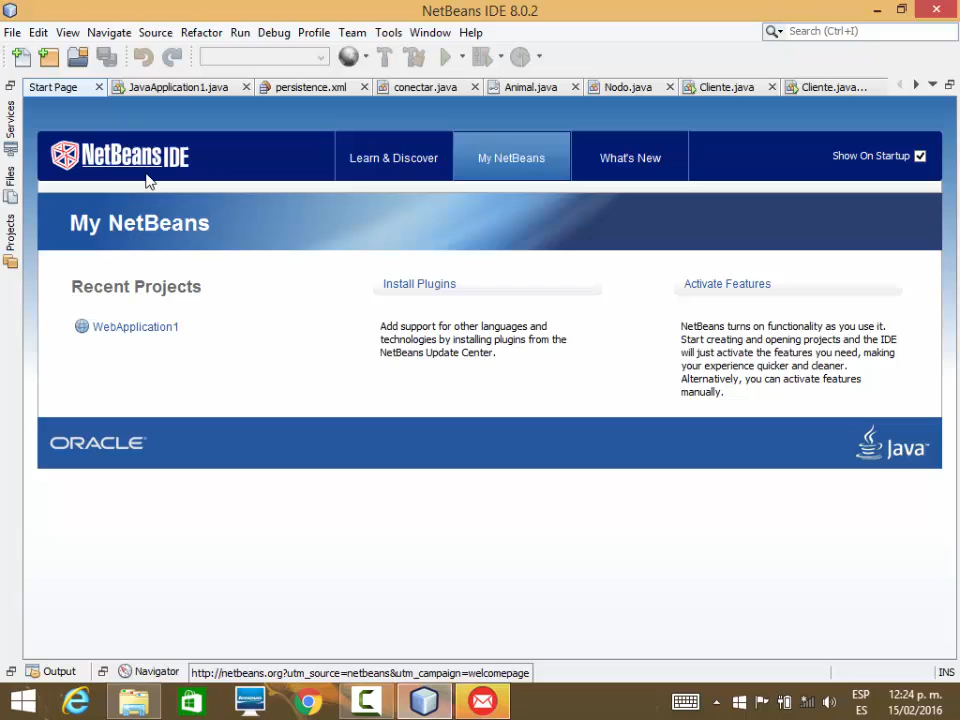 NetBeans IDE 8.0.2
File Edit View Navigate Source Refactor Run Debug Profile Team Tools Window Help
Search (Ctrl+I)
Start Page JavaApplication1.java persistence.xml conectar.java Animal.java Nodo.java Cliente.java Cliente.java...
Services
Files
Projects
NetBeans IDE
Learn & Discover
My NetBeans
What's New
Show On Startup
My NetBeans
Recent Projects
WebApplication1
Install Plugins
Add support for other languages and
technologies by installing plugins from the
NetBeans Update Center.
Activate Features
NetBeans turns on functionality as you use it.
Start creating and opening projects and the IDE
will just activate the features you need, making
your experience quicker and cleaner.
Alternatively, you can activate features
manually.
ORACLE
Java
Output
Navigator
http://netbeans.org?utm_source=netbeans&utm_campaign=welcomepage
INS
ESP
ES
12:24 p. m.
15/02/2016